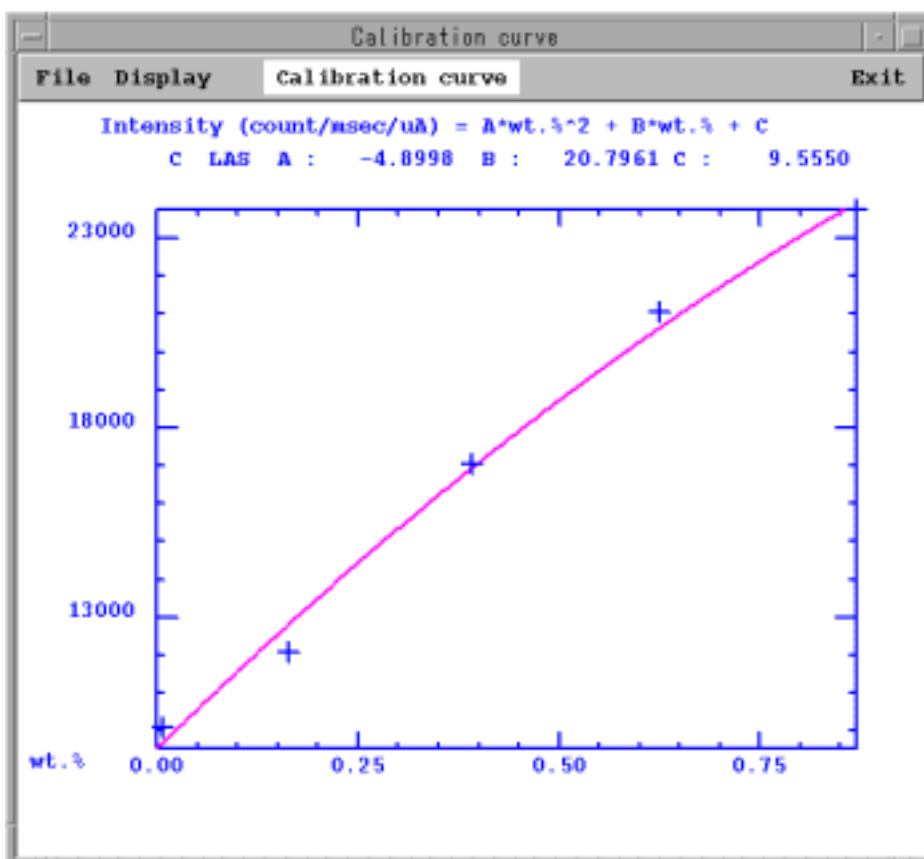 Calibration curve
File Display Calibration curve Exit
Intensity (count/msec/uA) = A*wt.%^2 + B*wt.% + C
C LAS A : -4.8998 B : 20.7961 C : 9.5550
23000
18000
13000
wt.% 0.00 0.25 0.50 0.75